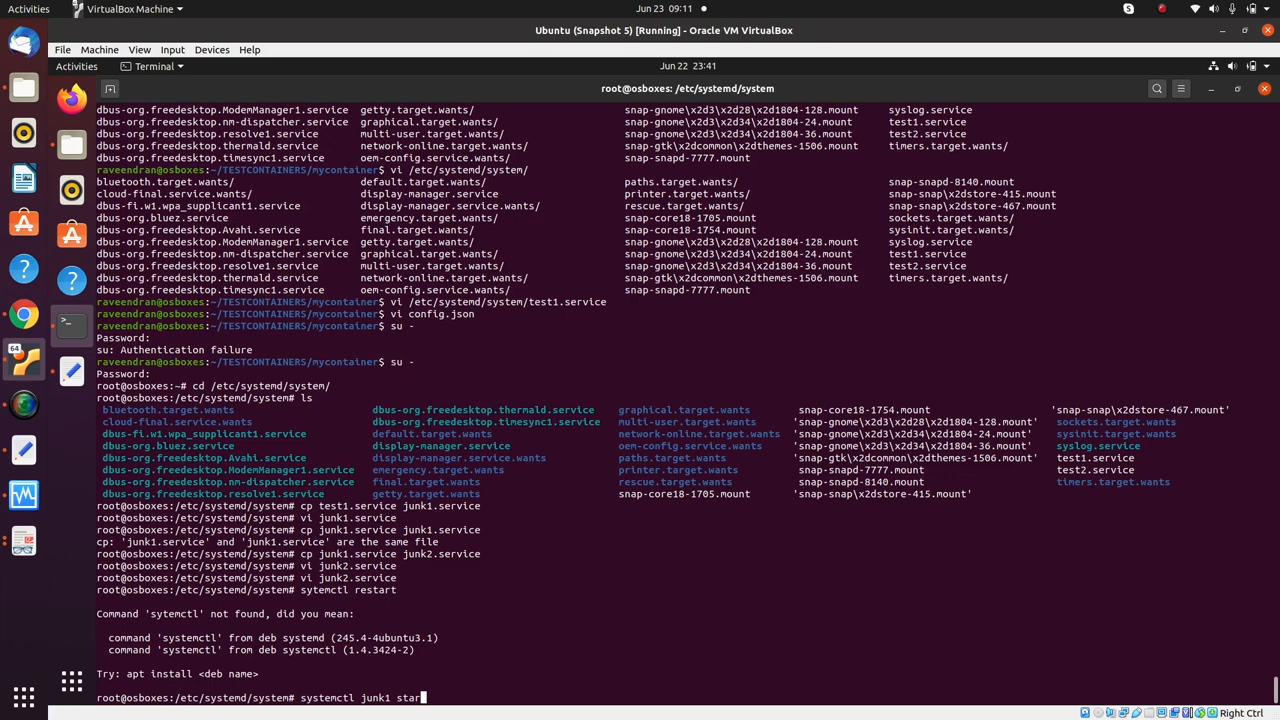 Activities VirtualBox Machine Jun 23 09:11
Ubuntu (Snapshot 5) [Running] - Oracle VM VirtualBox
File Machine View Input Devices Help
Activities Terminal Jun 22 23:41
root@osboxes: /etc/systemd/system
dbus-org.freedesktop.ModemManager1.service getty.target.wants/ snap-gnome\x2d3\x2d28\x2d1804-128.mount syslog.service
dbus-org.freedesktop.nm-dispatcher.service graphical.target.wants/ snap-gnome\x2d3\x2d34\x2d1804-24.mount test1.service
dbus-org.freedesktop.resolve1.service multi-user.target.wants/ snap-gnome\x2d3\x2d34\x2d1804-36.mount test2.service
dbus-org.freedesktop.thermald.service network-online.target.wants/ snap-gtk\x2dcommon\x2dthemes-1506.mount timers.target.wants/
dbus-org.freedesktop.timesync1.service oem-config.service.wants/ snap-snapd-7777.mount
raveendran@osboxes:~/TESTCONTAINERS/mycontainer$ vi /etc/systemd/system/
bluetooth.target.wants/ default.target.wants/ paths.target.wants/ snap-snapd-8140.mount
cloud-final.service.wants/ display-manager.service printer.target.wants/ snap-snap\x2dstore-415.mount
dbus-fi.w1.wpa_supplicant1.service display-manager.service.wants/ rescue.target.wants/ snap-snap\x2dstore-467.mount
dbus-org.bluez.service emergency.target.wants/ snap-core18-1705.mount sockets.target.wants/
dbus-org.freedesktop.Avahi.service final.target.wants/ snap-core18-1754.mount sysinit.target.wants/
dbus-org.freedesktop.ModemManager1.service getty.target.wants/ snap-gnome\x2d3\x2d28\x2d1804-128.mount syslog.service
dbus-org.freedesktop.nm-dispatcher.service graphical.target.wants/ snap-gnome\x2d3\x2d34\x2d1804-24.mount test1.service
dbus-org.freedesktop.resolve1.service multi-user.target.wants/ snap-gnome\x2d3\x2d34\x2d1804-36.mount test2.service
dbus-org.freedesktop.thermald.service network-online.target.wants/ snap-gtk\x2dcommon\x2dthemes-1506.mount timers.target.wants/
dbus-org.freedesktop.timesync1.service oem-config.service.wants/ snap-snapd-7777.mount
raveendran@osboxes:~/TESTCONTAINERS/mycontainer$ vi /etc/systemd/system/test1.service
raveendran@osboxes:~/TESTCONTAINERS/mycontainer$ vi config.json
raveendran@osboxes:~/TESTCONTAINERS/mycontainer$ su -
Password:
su: Authentication failure
raveendran@osboxes:~/TESTCONTAINERS/mycontainer$ su -
Password:
root@osboxes:~# cd /etc/systemd/system/
root@osboxes:/etc/systemd/system# ls
bluetooth.target.wants dbus-org.freedesktop.thermald.service graphical.target.wants snap-core18-1754.mount 'snap-snap\x2dstore-467.mount'
cloud-final.service.wants dbus-org.freedesktop.timesync1.service multi-user.target.wants 'snap-gnome\x2d3\x2d28\x2d1804-128.mount' sockets.target.wants
dbus-fi.w1.wpa_supplicant1.service default.target.wants network-online.target.wants 'snap-gnome\x2d3\x2d34\x2d1804-24.mount' sysinit.target.wants
dbus-org.bluez.service display-manager.service oem-config.service.wants 'snap-gnome\x2d3\x2d34\x2d1804-36.mount' syslog.service
dbus-org.freedesktop.Avahi.service display-manager.service.wants paths.target.wants 'snap-gtk\x2dcommon\x2dthemes-1506.mount' test1.service
dbus-org.freedesktop.ModemManager1.service emergency.target.wants printer.target.wants snap-snapd-7777.mount test2.service
dbus-org.freedesktop.nm-dispatcher.service final.target.wants rescue.target.wants snap-snapd-8140.mount timers.target.wants
dbus-org.freedesktop.resolve1.service getty.target.wants snap-core18-1705.mount 'snap-snap\x2dstore-415.mount'
root@osboxes:/etc/systemd/system# cp test1.service junk1.service
root@osboxes:/etc/systemd/system# vi junk1.service
root@osboxes:/etc/systemd/system# cp junk1.service junk1.service
cp: 'junk1.service' and 'junk1.service' are the same file
root@osboxes:/etc/systemd/system# cp junk1.service junk2.service
root@osboxes:/etc/systemd/system# vi junk2.service
root@osboxes:/etc/systemd/system# vi junk2.service
root@osboxes:/etc/systemd/system# sytemctl restart
Command 'sytemctl' not found, did you mean:
command 'systemctl' from deb systemd (245.4-4ubuntu3.1)
command 'systemctl' from deb systemctl (1.4.3424-2)
Try: apt install <deb name>
root@osboxes:/etc/systemd/system# systemctl junk1 star
Right Ctrl